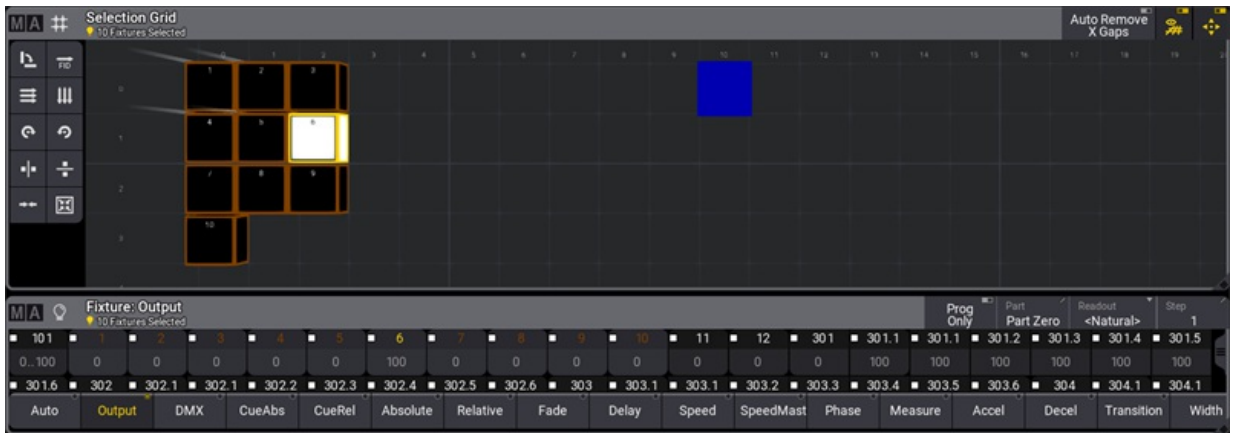 MA Selection Grid
10 Fixtures Selected
Auto Remove X Gaps
FID
0 1 2 3 4 5 6 7 8 9 10 11 12 13 14 15 16 17 18 19
0 1 2 3
1 4 5 6
2 7 8 9
3 10
MA Fixture: Output
10 Fixtures Selected
Prog Only
Part
Part Zero
Readout
<Natural>
Step
1
101 1 2 3 4 5 6 7 8 9 10 11 12 301 301.1 301.1 301.2 301.3 301.4 301.5
0...100 0 0 0 0 0 100 0 0 0 0 0 0 0 100 100 100 100 100 100
301.6 302 302.1 302.1 302.2 302.3 302.4 302.5 302.6 303 303.1 303.1 303.2 303.3 303.4 303.5 303.6 304 304.1 304.1
Auto Output DMX CueAbs CueRel Absolute Relative Fade Delay Speed SpeedMast Phase Measure Accel Decel Transition Width